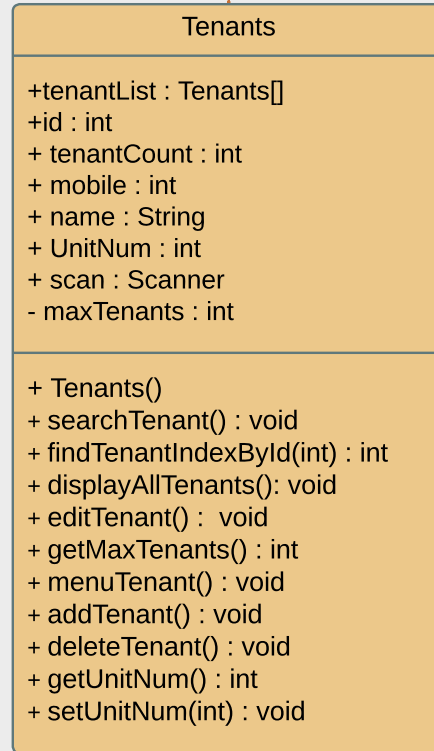 Tenants
+tenantList : Tenants[]
+id : int
+ tenantCount : int
+ mobile : int
+ name : String
+ UnitNum : int
+ scan : Scanner
- maxTenants : int
+ Tenants()
+ searchTenant() : void
+ findTenantIndexById(int) : int
+ displayAllTenants(): void
+ editTenant() :  void
+ getMaxTenants() : int
+ menuTenant() : void
+ addTenant() : void
+ deleteTenant() : void
+ getUnitNum() : int
+ setUnitNum(int) : void